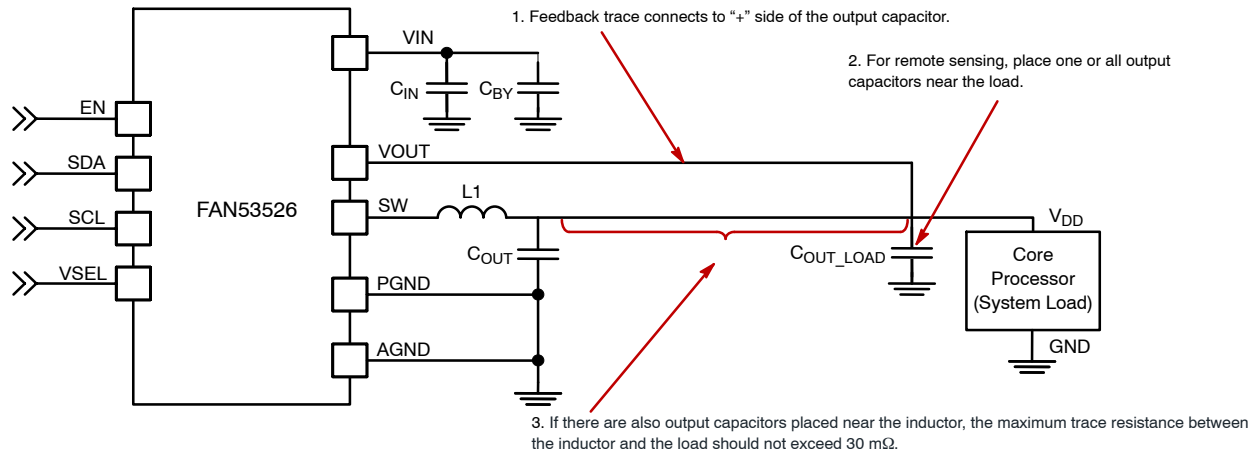 1. Feedback trace connects to “+” side of the output capacitor.
VIN
2. For remote sensing, place one or all output
capacitors near the load.
CIN
CBY
EN
VOUT
SDA
L1
FAN53526
SW
SCL
VDD
COUT
COUT_LOAD
Core
Processor
(System Load)
VSEL
PGND
GND
AGND
3. If there are also output capacitors placed near the inductor, the maximum trace resistance between
the inductor and the load should not exceed 30 mΩ.